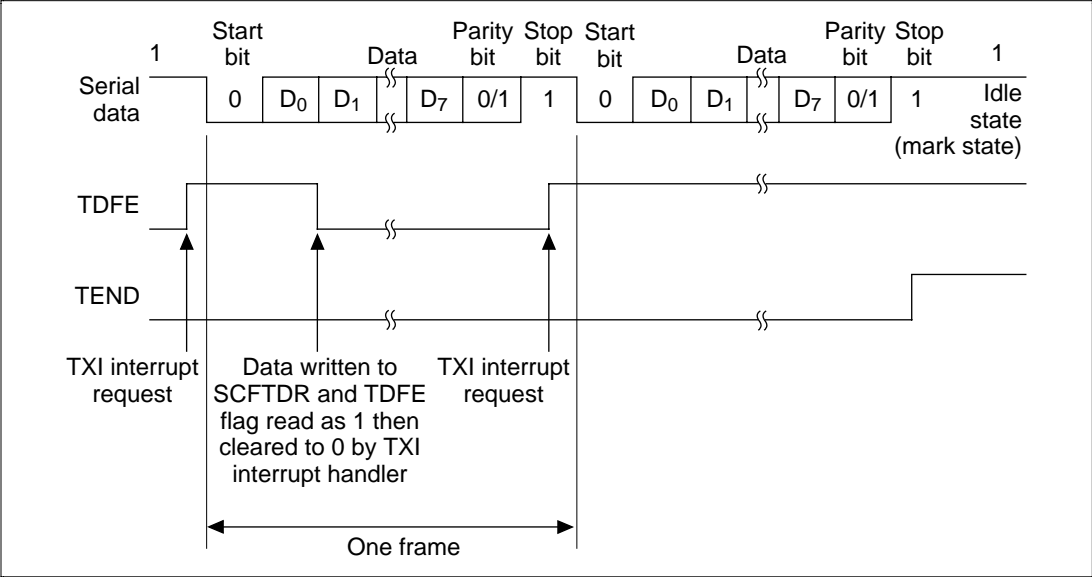 1 Start bit Data Parity bit Stop bit Start bit Data Parity bit Stop bit 1
Serial data 0 D₀ D₁ D₇ 0/1 1 0 D₀ D₁ D₇ 0/1 1 Idle state (mark state)
TDFE
TEND
TXI interrupt
request
Data written to
SCFTDR and TDFE
flag read as 1 then
cleared to 0 by TXI
interrupt handler
TXI interrupt
request
One frame